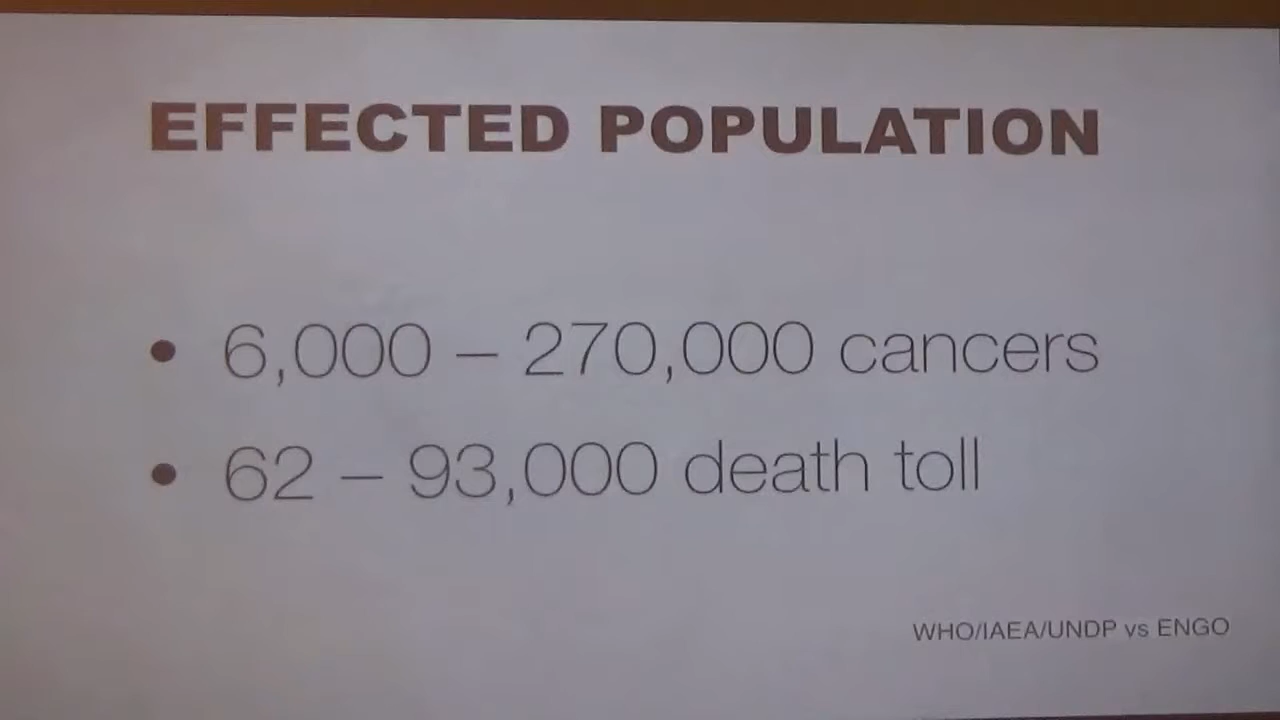 EFFECTED POPULATION
• 6,000 – 270,000 cancers
• 62 – 93,000 death toll
WHO/IAEA/UNDP vs ENGO